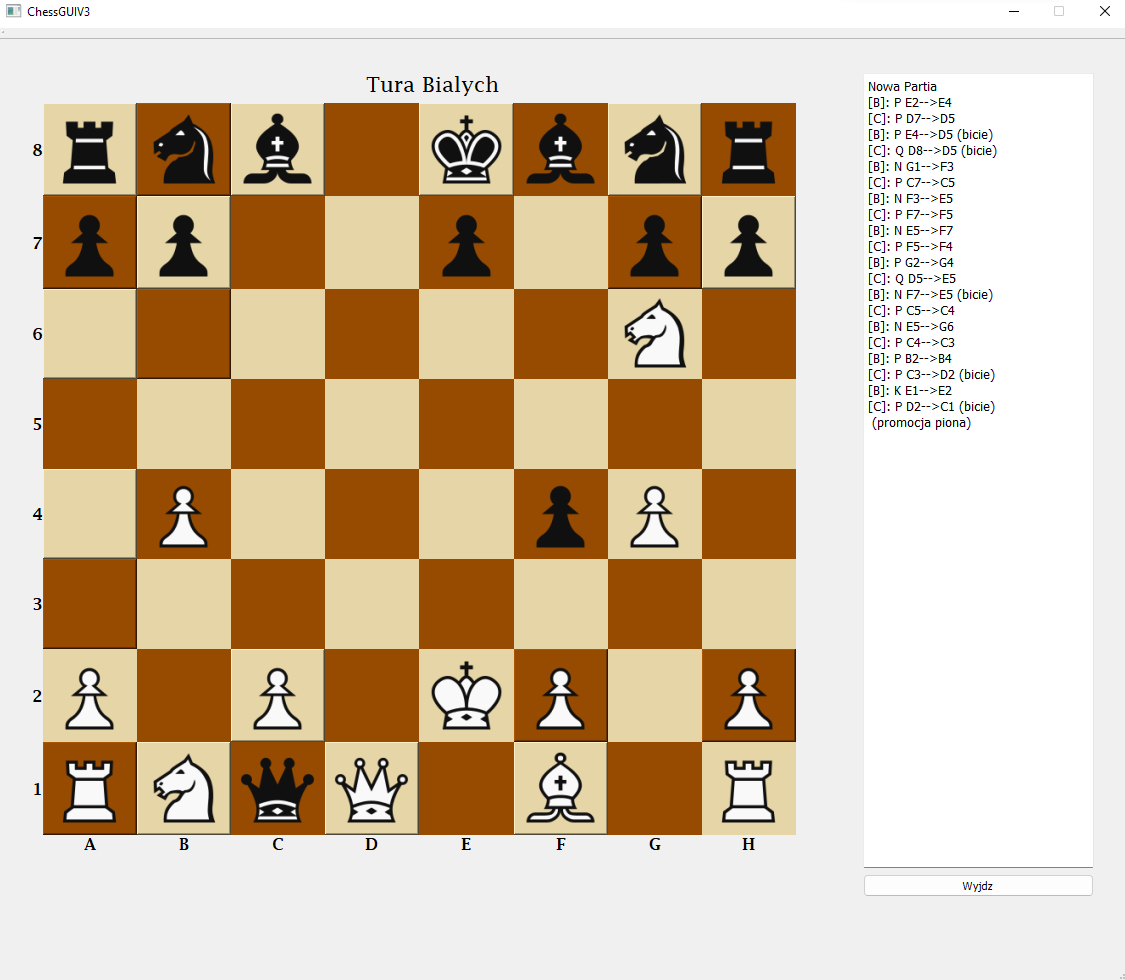 ChessGUIV3
Tura Bialych
8
7
6
5
4
3
2
1
A B C D E F G H
Nowa Partia
[B]: P E2-->E4
[C]: P D7-->D5
[B]: P E4-->D5 (bicie)
[C]: Q D8-->D5 (bicie)
[B]: N G1-->F3
[C]: P C7-->C5
[B]: N F3-->E5
[C]: P F7-->F5
[B]: N E5-->F7
[C]: P F5-->F4
[B]: P G2-->G4
[C]: Q D5-->E5
[B]: N F7-->E5 (bicie)
[C]: P C5-->C4
[B]: N E5-->G6
[C]: P C4-->C3
[B]: P B2-->B4
[C]: P C3-->D2 (bicie)
[B]: K E1-->E2
[C]: P D2-->C1 (bicie)
(promocja piona)
Wyjdz